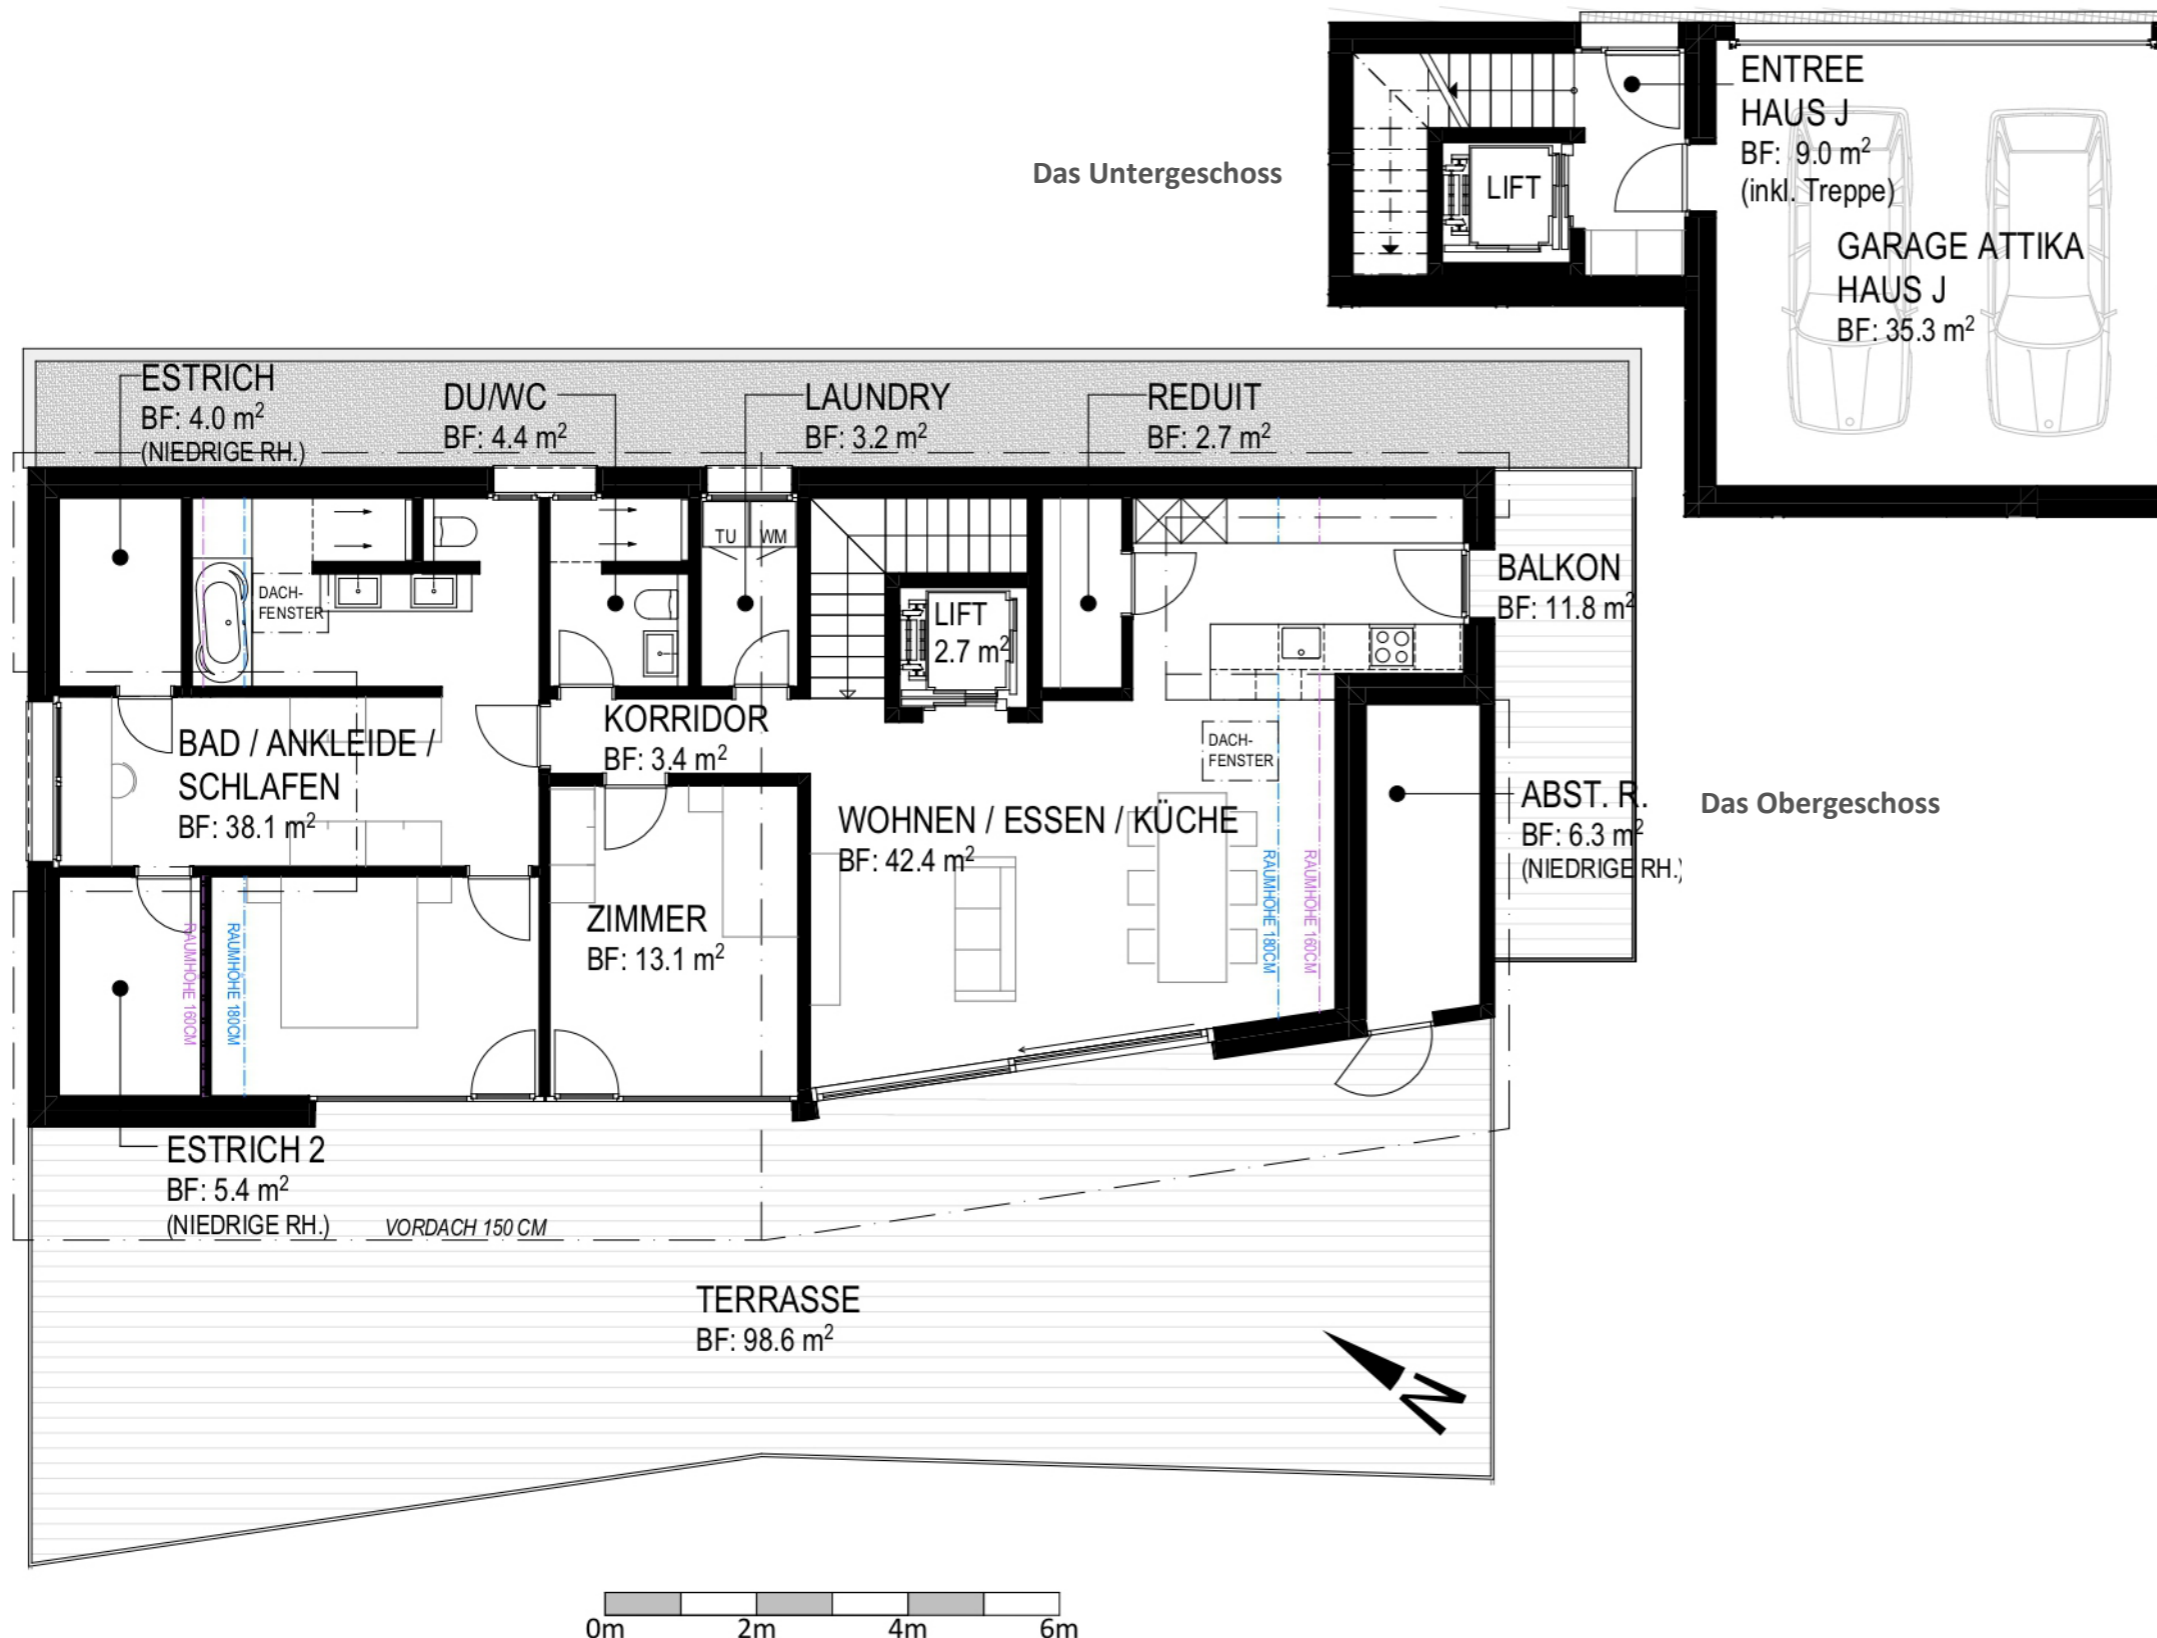 ENTREE
HAUS J
BF: 9.0 m²
(inkl. Treppe)
Das Untergeschoss
LIFT
GARAGE ATTIKA
HAUS J
BF: 35.3 m²
ESTRICH
BF: 4.0 m²
(NIEDRIGE RH.)
DU/WC
BF: 4.4 m²
LAUNDRY
BF: 3.2 m²
REDUIT
BF: 2.7 m²
TU
WM
DACH-
FENSTER
LIFT
2.7 m²
BALKON
BF: 11.8 m²
BAD / ANKLEIDE /
SCHLAFEN
BF: 38.1 m²
KORRIDOR
BF: 3.4 m²
DACH-
FENSTER
WOHNEN / ESSEN / KÜCHE
BF: 42.4 m²
ABST. R.
BF: 6.3 m²
(NIEDRIGE RH.)
Das Obergeschoss
RAUMHÖHE 180CM
RAUMHÖHE 160CM
ZIMMER
BF: 13.1 m²
RAUMHÖHE 160CM
RAUMHÖHE 180CM
ESTRICH 2
BF: 5.4 m²
(NIEDRIGE RH.)
VORDACH 150 CM
TERRASSE
BF: 98.6 m²
N
0m 2m 4m 6m